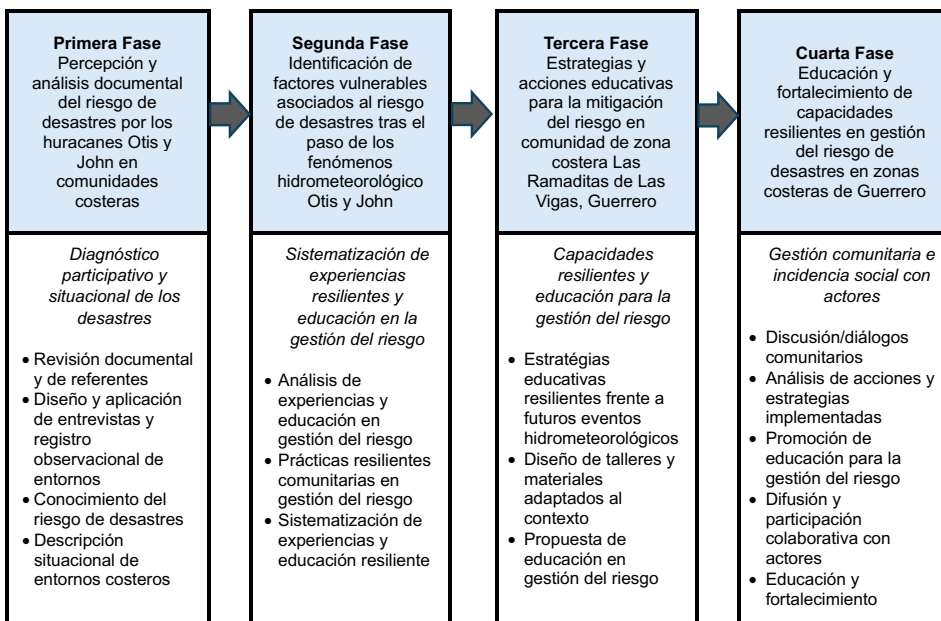 Primera Fase
Percepción y
análisis documental
del riesgo de
desastres por los
huracanes Otis y
John en
comunidades
costeras
Diagnóstico
participativo y
situacional de los
desastres
• Revisión documental
y de referentes
• Diseño y aplicación
de entrevistas y
registro
observacional de
entornos
• Conocimiento del
riesgo de desastres
• Descripción
situacional de
entornos costeros
Segunda Fase
Identificación de
factores vulnerables
asociados al riesgo
de desastres tras el
paso de los
fenómenos
hidrometeorológico
Otis y John
Sistematización de
experiencias
resilientes y
educación en la
gestión del riesgo
• Análisis de
experiencias y
educación en
gestión del riesgo
• Prácticas resilientes
comunitarias en
gestión del riesgo
• Sistematización de
experiencias y
educación resiliente
Tercera Fase
Estrategias y
acciones educativas
para la mitigación
del riesgo en
comunidad de zona
costera Las
Ramaditas de Las
Vigas, Guerrero
Capacidades
resilientes y
educación para la
gestión del riesgo
• Estratégias
educativas
resilientes frente a
futuros eventos
hidrometeorológicos
• Diseño de talleres y
materiales
adaptados al
contexto
• Propuesta de
educación en
gestión del riesgo
Cuarta Fase
Educación y
fortalecimiento de
capacidades
resilientes en gestión
del riesgo de
desastres en zonas
costeras de Guerrero
Gestión comunitaria e
incidencia social con
actores
• Discusión/diálogos
comunitarios
• Análisis de acciones y
estrategias
implementadas
• Promoción de
educación para la
gestión del riesgo
• Difusión y
participación
colaborativa con
actores
• Educación y
fortalecimiento